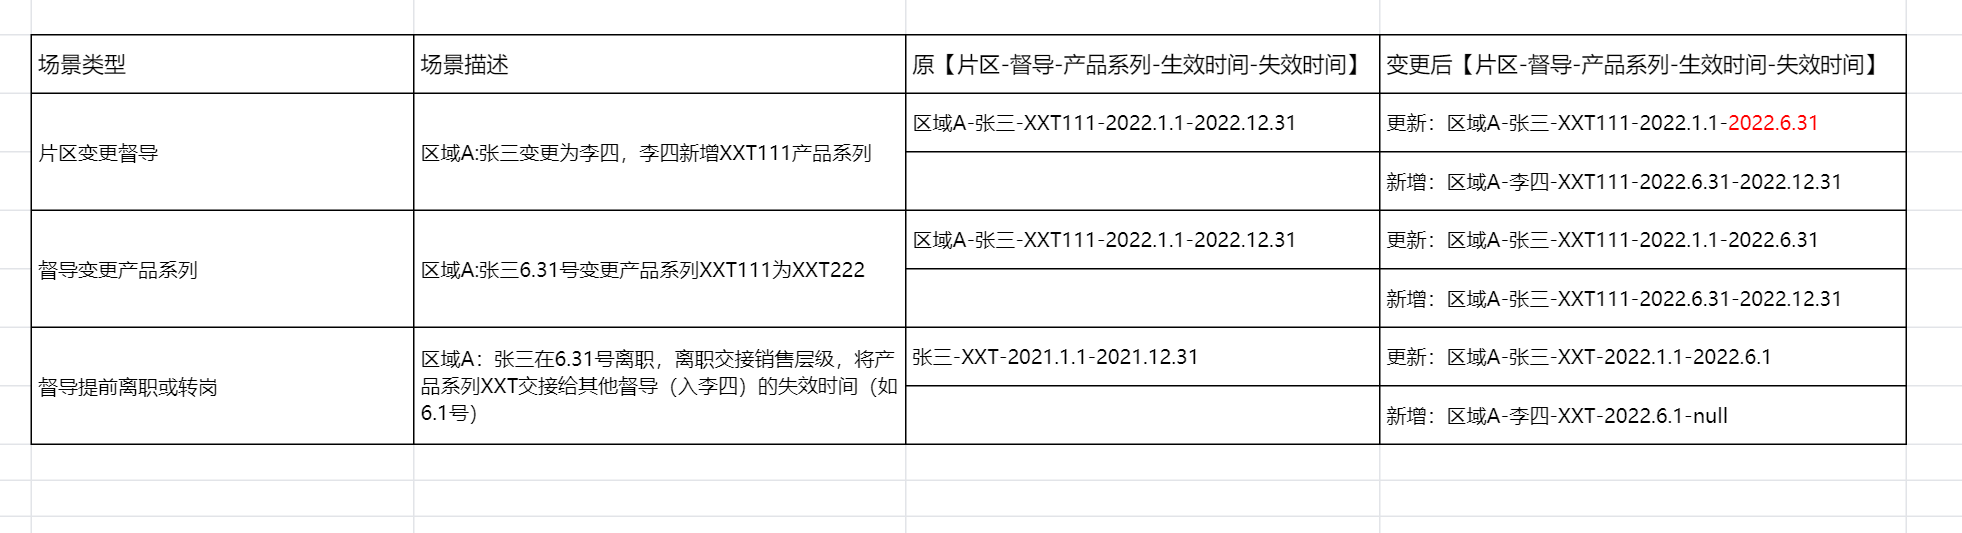 场景类型
场景描述
原【片区-督导-产品系列-生效时间-失效时间】
变更后【片区-督导-产品系列-生效时间-失效时间】
片区变更督导
区域A:张三变更为李四，李四新增XXT111产品系列
区域A-张三-XXT111-2022.1.1-2022.12.31
更新：区域A-张三-XXT111-2022.1.1-2022.6.31
新增：区域A-李四-XXT111-2022.6.31-2022.12.31
督导变更产品系列
区域A:张三6.31号变更产品系列XXT111为XXT222
区域A-张三-XXT111-2022.1.1-2022.12.31
更新：区域A-张三-XXT111-2022.1.1-2022.6.31
新增：区域A-张三-XXT111-2022.6.31-2022.12.31
督导提前离职或转岗
区域A：张三在6.31号离职，离职交接销售层级，将产
品系列XXT交接给其他督导（入李四）的失效时间（如
6.1号）
张三-XXT-2021.1.1-2021.12.31
更新：区域A-张三-XXT-2022.1.1-2022.6.1
新增：区域A-李四-XXT-2022.6.1-null